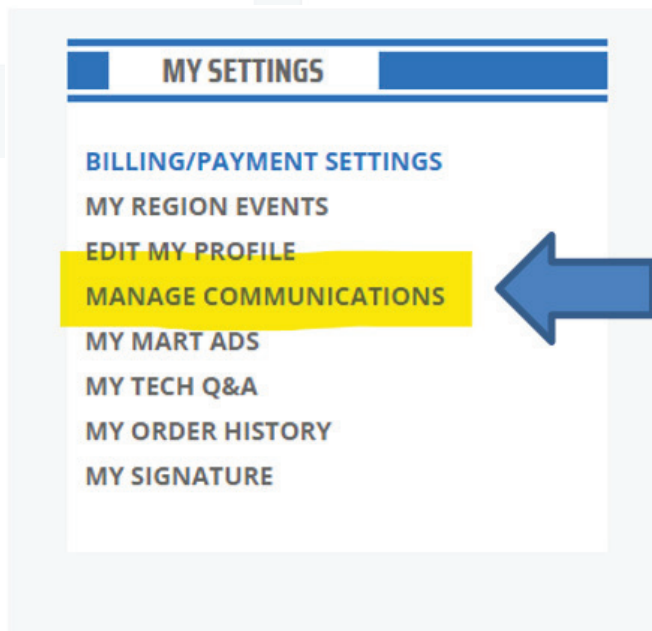 MY SETTINGS
BILLING/PAYMENT SETTINGS
MY REGION EVENTS
EDIT MY PROFILE
MANAGE COMMUNICATIONS
MY MART ADS
MY TECH Q&A
MY ORDER HISTORY
MY SIGNATURE